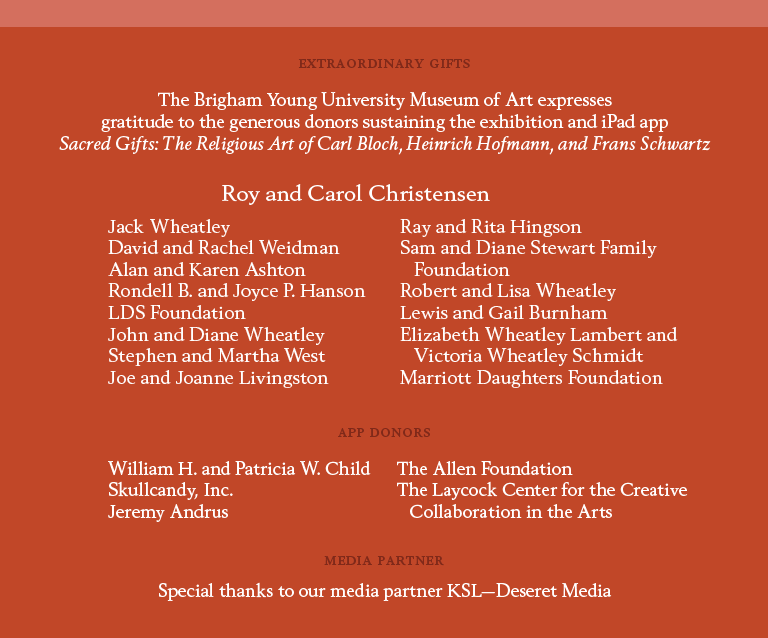 EXTRAORDINARY GIFTS
The Brigham Young University Museum of Art expresses
gratitude to the generous donors sustaining the exhibition and iPad app
Sacred Gifts: The Religious Art of Carl Bloch, Heinrich Hofmann, and Frans Schwartz
Roy and Carol Christensen
Jack Wheatley
David and Rachel Weidman
Alan and Karen Ashton
Rondell B. and Joyce P. Hanson
LDS Foundation
John and Diane Wheatley
Stephen and Martha West
Joe and Joanne Livingston
Ray and Rita Hingson
Sam and Diane Stewart Family
Foundation
Robert and Lisa Wheatley
Lewis and Gail Burnham
Elizabeth Wheatley Lambert and
Victoria Wheatley Schmidt
Marriott Daughters Foundation
APP DONORS
William H. and Patricia W. Child
Skullcandy, Inc.
Jeremy Andrus
The Allen Foundation
The Laycock Center for the Creative
Collaboration in the Arts
MEDIA PARTNER
Special thanks to our media partner KSL—Deseret Media